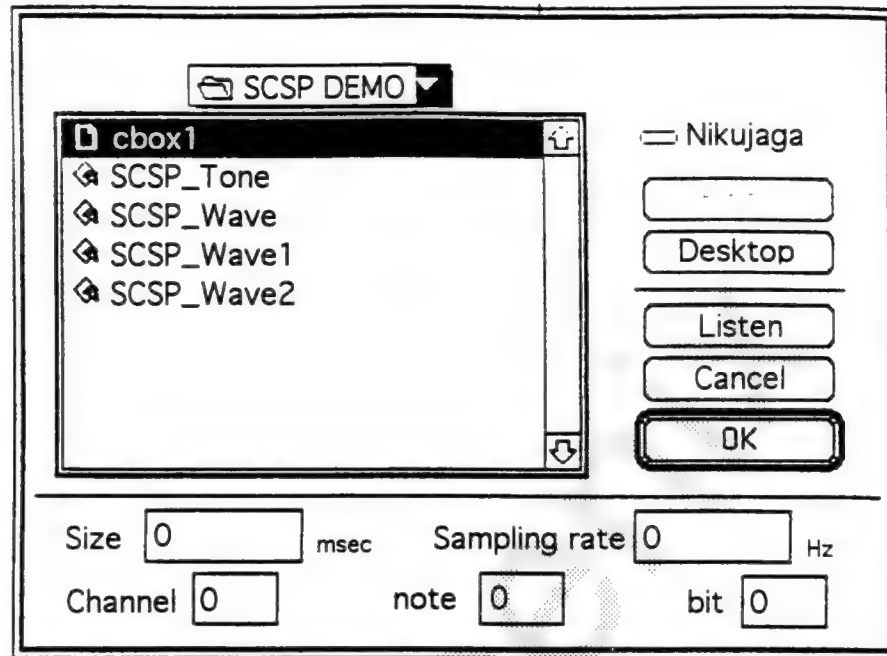 SCSP DEMO
cbox1
SCSP_Tone
SCSP_Wave
SCSP_Wave1
SCSP_Wave2
Nikujaga
Desktop
Listen
Cancel
OK
Size 0 msec Sampling rate 0 Hz
Channel 0 note 0 bit 0